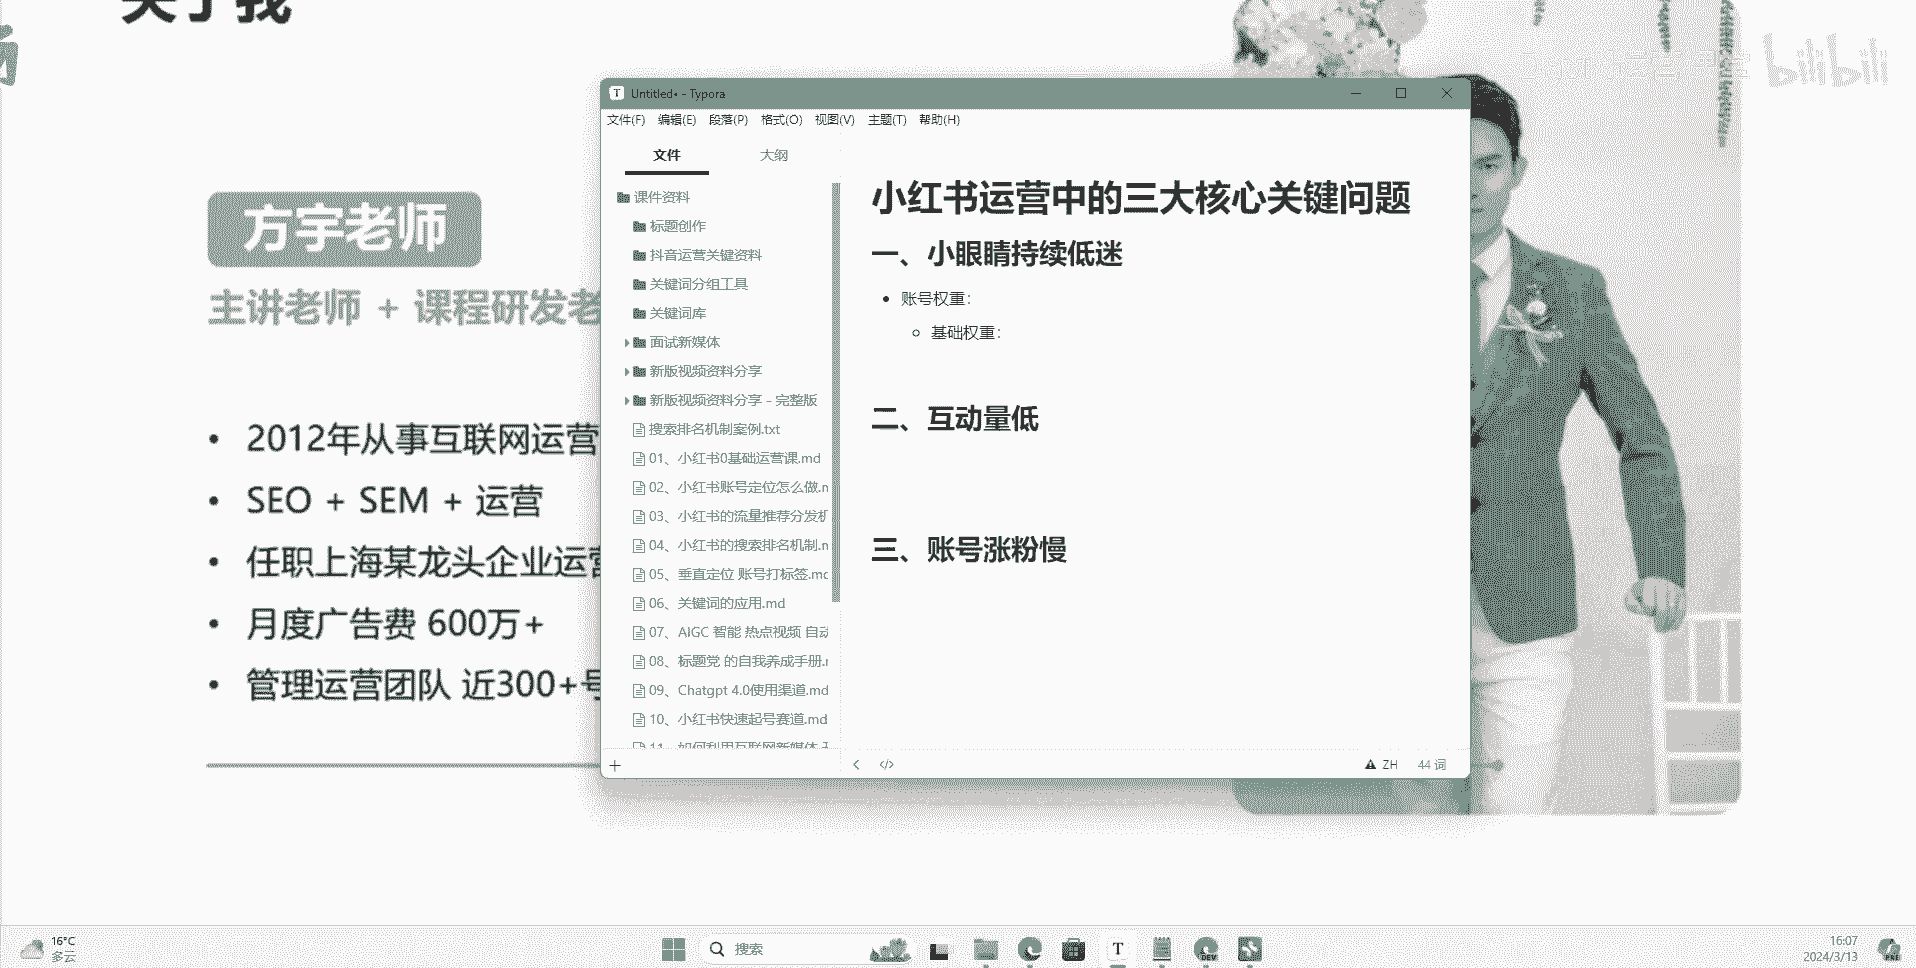 关于我
bilibili
方宇老师
主讲老师 + 课程研发老
2012年从事互联网运营
SEO + SEM + 运营
任职上海某龙头企业运营
月度广告费 600万+
管理运营团队 近300+号
Untitled• - Typora
文件(F) 编辑(E) 段落(P) 格式(O) 视图(V) 主题(T) 帮助(H)
文件 大纲
课件资料
标题创作
抖音运营关键资料
关键词分组工具
关键词库
面试新媒体
新版视频资料分享
新版视频资料分享 - 完整版
搜索排名机制案例.txt
01、小红书0基础运营课.md
02、小红书账号定位怎么做.m
03、小红书的流量推荐分发机
04、小红书的搜索排名机制.m
05、垂直定位 账号打标签.mc
06、关键词的应用.md
07、AIGC 智能 热点视频 自动
08、标题党 的自我养成手册.r
09、Chatgpt 4.0使用渠道.md
10、小红书快速起号赛道.md
11、如何利用互联网新媒体
小红书运营中的三大核心关键问题
一、小眼睛持续低迷
账号权重：
基础权重：
二、互动量低
三、账号涨粉慢
ZH 44 词
16°C
多云
搜索
T
DEV
16:07
2024/3/13
PRE